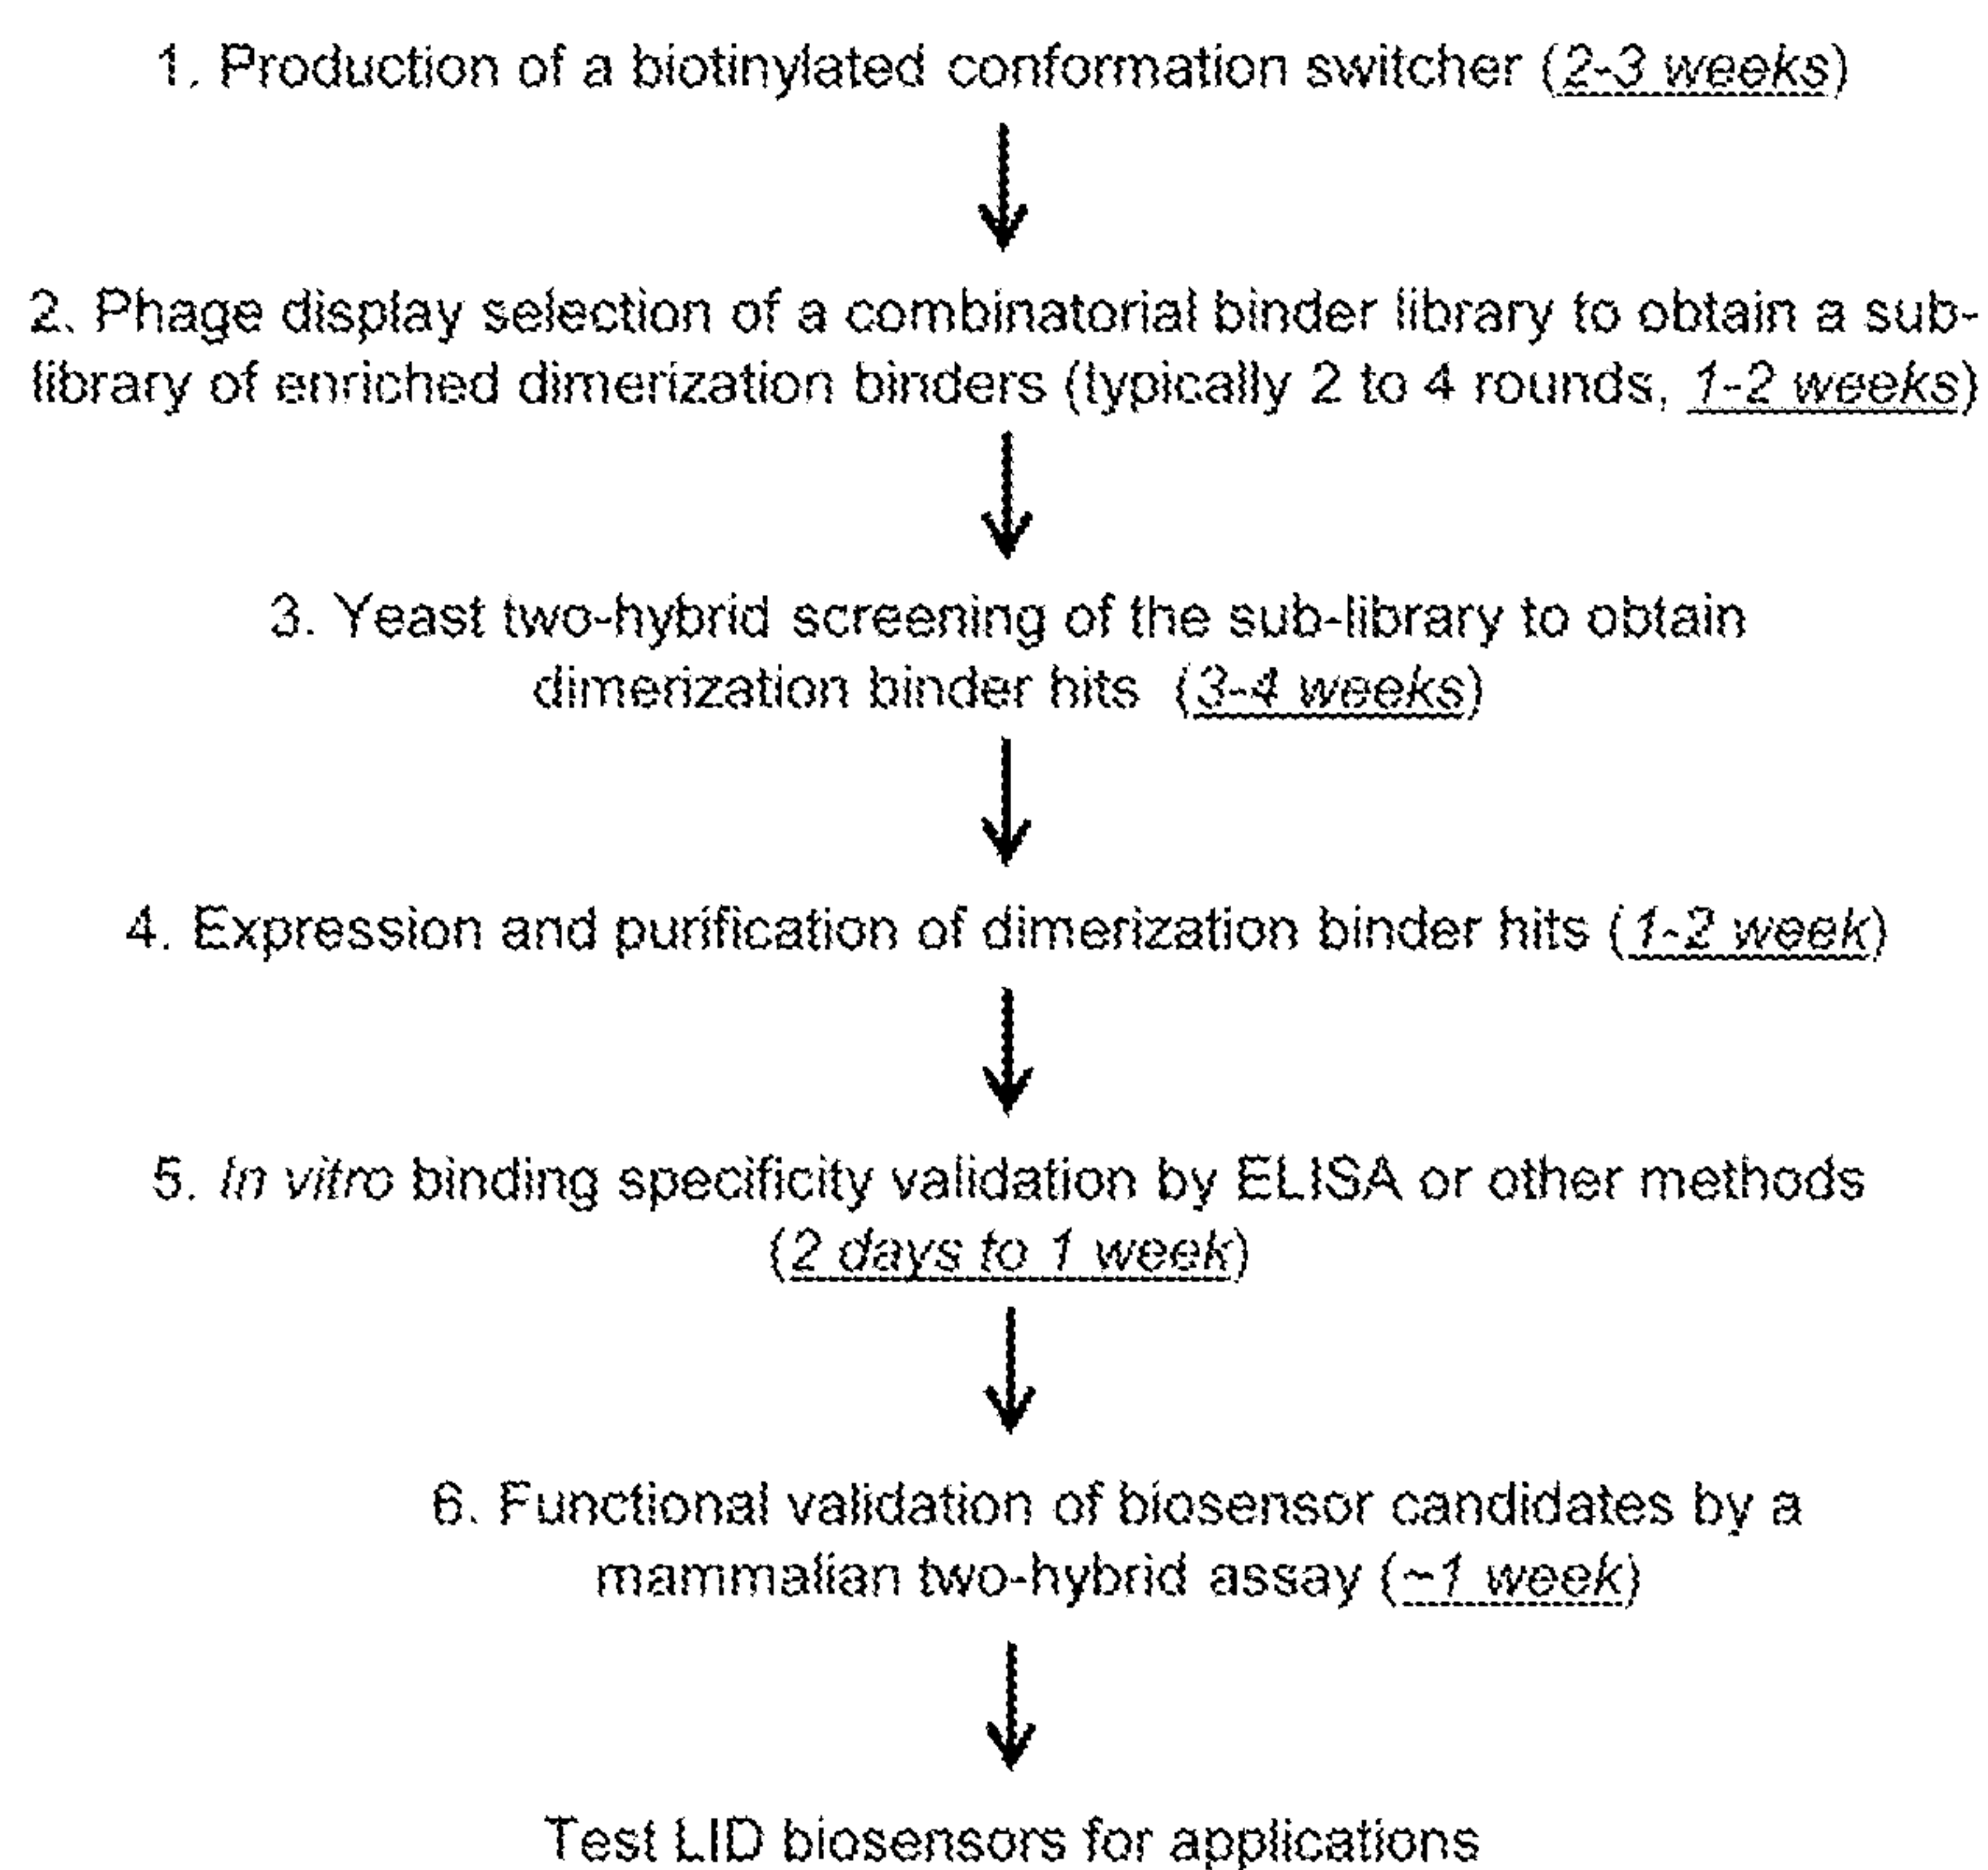 1. Production of a biotinylated conformation switcher (2-3 weeks)
2. Phage display selection of a combinatorial binder library to obtain a sub-
library of enriched dimerization binders (typically 2 to 4 rounds, 1-2 weeks)
3. Yeast two-hybrid screening of the sub-library to obtain
dimerization binder hits (3-4 weeks)
4. Expression and purification of dimerization binder hits (1-2 week)
5. In vitro binding specificity validation by ELISA or other methods
(2 days to 1 week)
6. Functional validation of biosensor candidates by a
mammalian two-hybrid assay (~1 week)
Test LID biosensors for applications